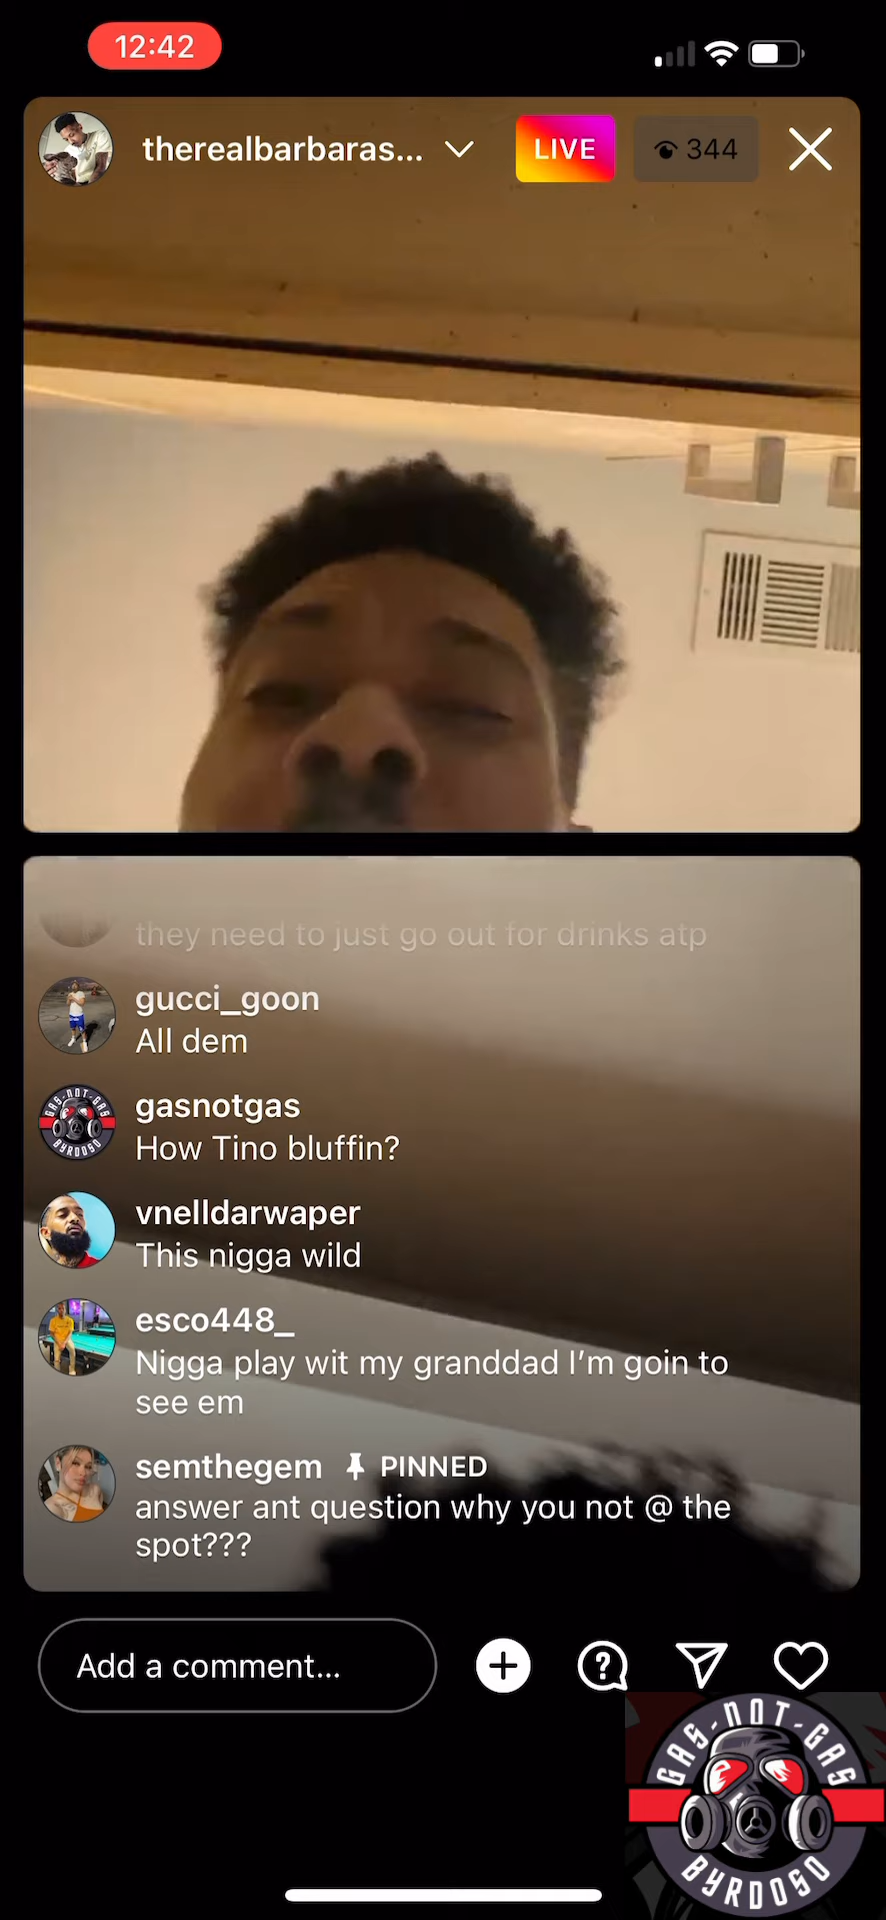 12:42
therealbarbaras...
LIVE
344
they need to just go out for drinks atp
gucci_goon
All dem
gasnotgas
How Tino bluffin?
vnelldarwaper
This nigga wild
esco448_
Nigga play wit my granddad I’m goin to
see em
semthegem PINNED
answer ant question why you not @ the
spot???
Add a comment...
GAS-NOT-GAS
BYRDOSO